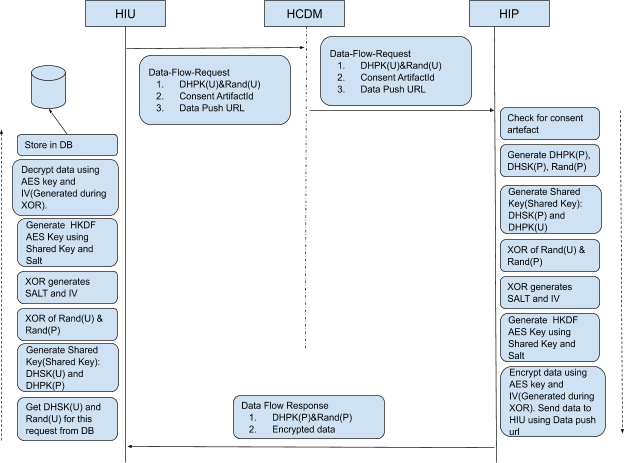 HIU
HCDM
HIP
Data-Flow-Request
1. DHPK(U)&Rand(U)
2. Consent ArtifactId
3. Data Push URL
Data-Flow-Request
1. DHPK(U)&Rand(U)
2. Consent ArtifactId
3. Data Push URL
Store in DB
Decrypt data using
AES key and
IV(Generated during
XOR).
Generate HKDF
AES Key using
Shared Key and
Salt
XOR generates
SALT and IV
XOR of Rand(U) &
Rand(P)
Generate Shared
Key(Shared Key):
DHSK(U) and
DHPK(P)
Get DHSK(U) and
Rand(U) for this
request from DB
Check for consent
artefact
Generate DHPK(P),
DHSK(P), Rand(P)
Generate Shared
Key(Shared Key):
DHSK(P) and
DHPK(U)
XOR of Rand(U) &
Rand(P)
XOR generates
SALT and IV
Generate HKDF
AES Key using
Shared Key and
Salt
Encrypt data using
AES key and
IV(Generated during
XOR). Send data to
HIU using Data push
url
Data Flow Response
1. DHPK(P)&Rand(P)
2. Encrypted data